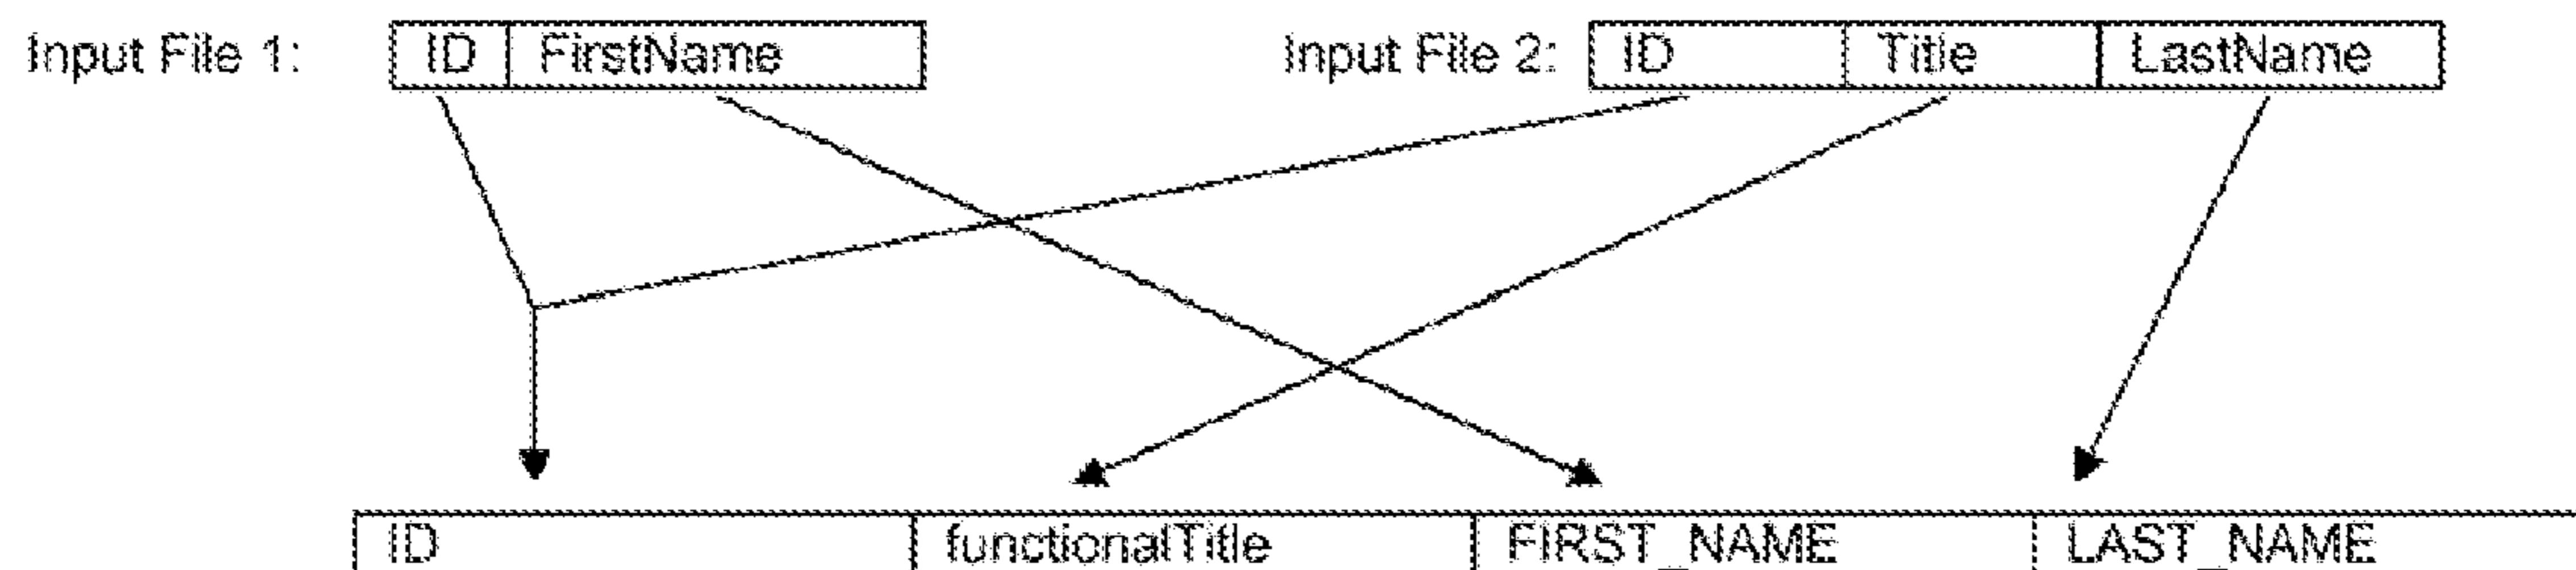 Input File 1: ID FirstName Input File 2: ID Title LastName
ID functionalTitle FIRST_NAME LAST_NAME